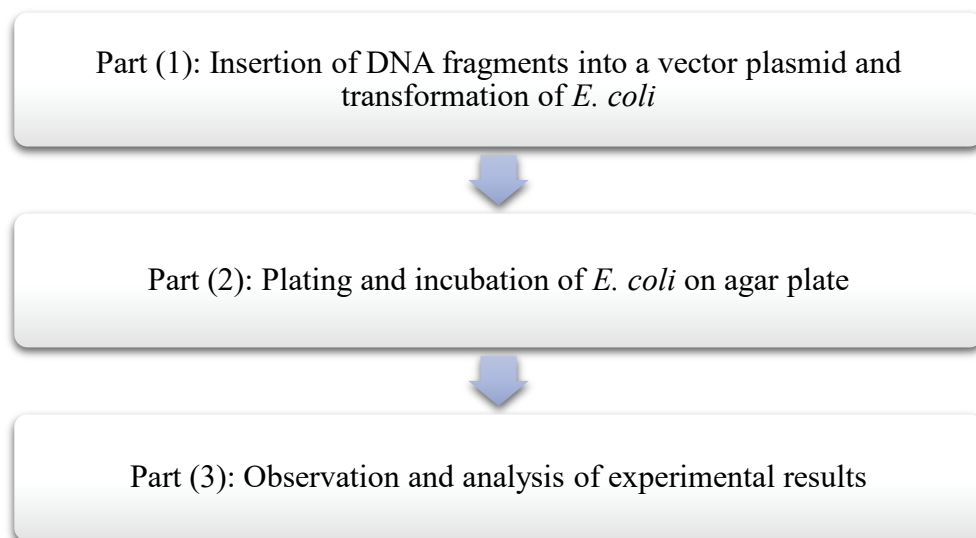 Part (1): Insertion of DNA fragments into a vector plasmid and
transformation of E. coli
Part (2): Plating and incubation of E. coli on agar plate
Part (3): Observation and analysis of experimental results